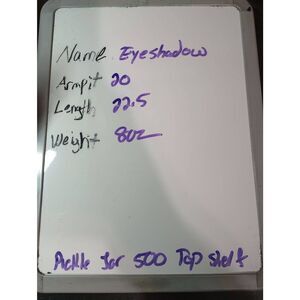 Name Eyeshadow
Armpit 20
Length 22.5
Weight 8oz
Pickle Jar 500 Top Shelf